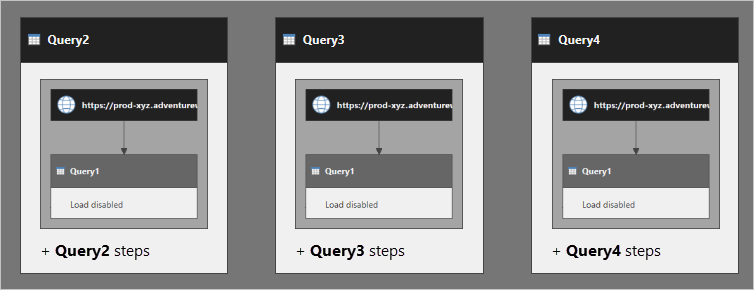 Query2
https://prod-xyz.adventurew
Query1
Load disabled
+ Query2 steps
Query3
https://prod-xyz.adventurew
Query1
Load disabled
+ Query3 steps
Query4
https://prod-xyz.adventurew
Query1
Load disabled
+ Query4 steps